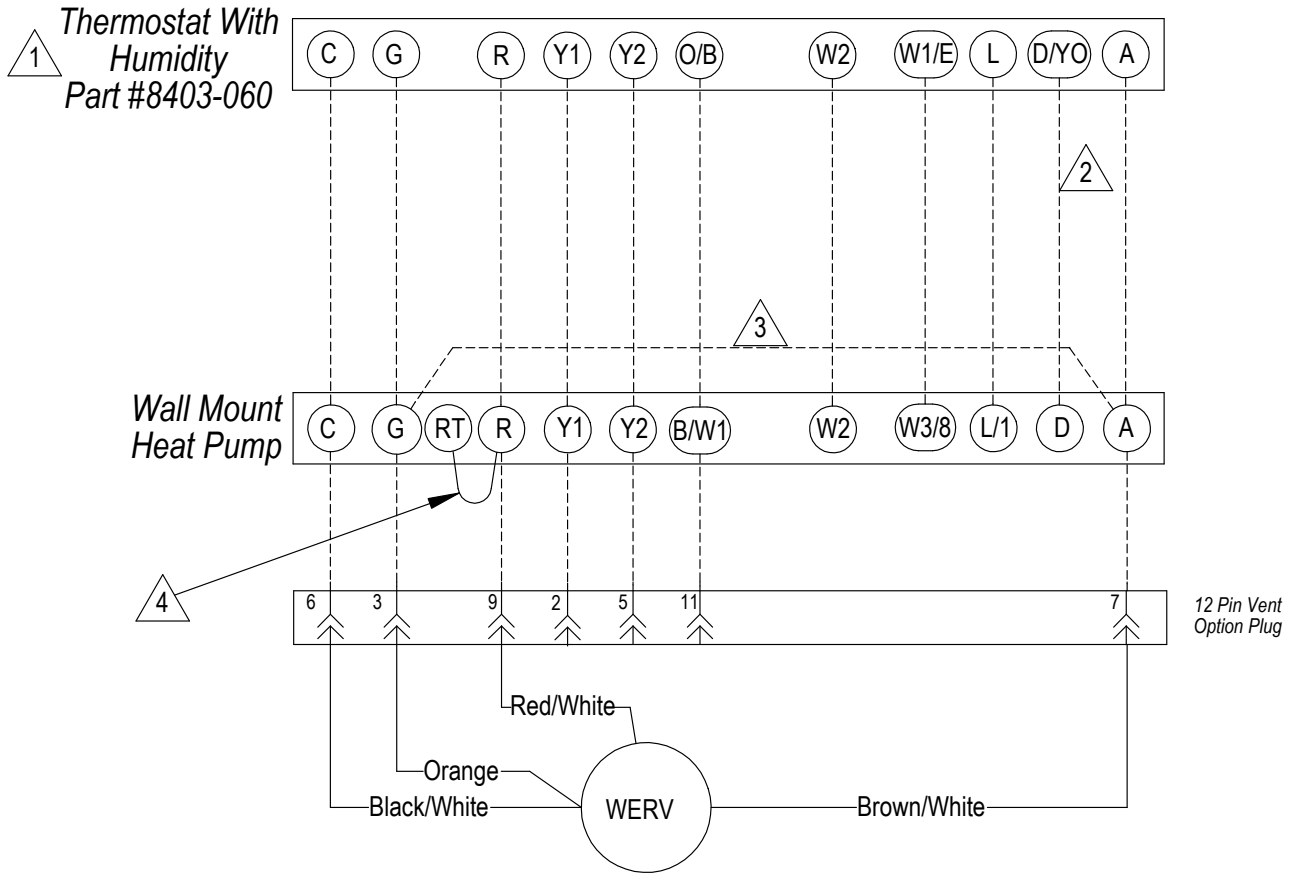 1
Thermostat With
Humidity
Part #8403-060
C G R Y1 Y2 O/B W2 W1/E L D/YO A
2
3
Wall Mount
Heat Pump
C G RT R Y1 Y2 B/W1 W2 W3/8 L/1 D A
4
6 3 9 2 5 11 7
12 Pin Vent
Option Plug
Red/White
Orange
Black/White WERV Brown/White